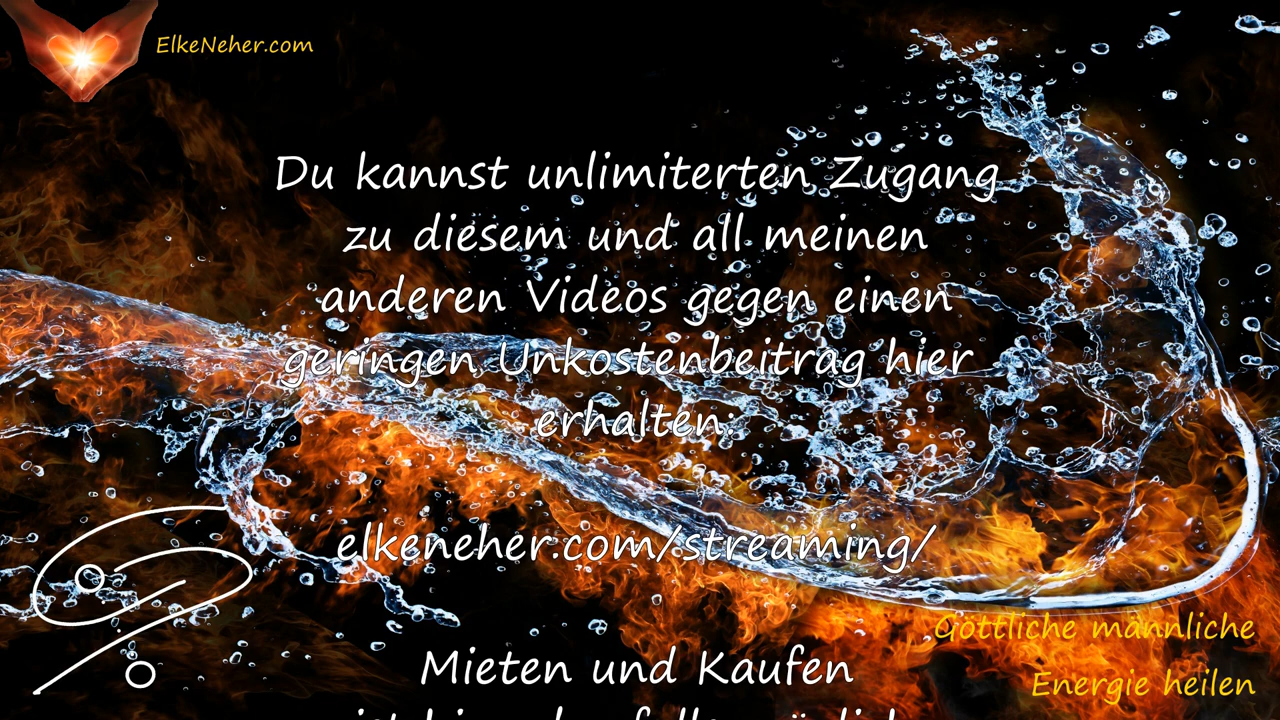 ElkeNeher.com
Du kannst unlimiterten Zugang
zu diesem und all meinen
anderen Videos gegen einen
geringen Unkostenbeitrag hier
erhalten:
elkeneher.com/streaming/
Göttliche männliche
Energie heilen
Mieten und Kaufen